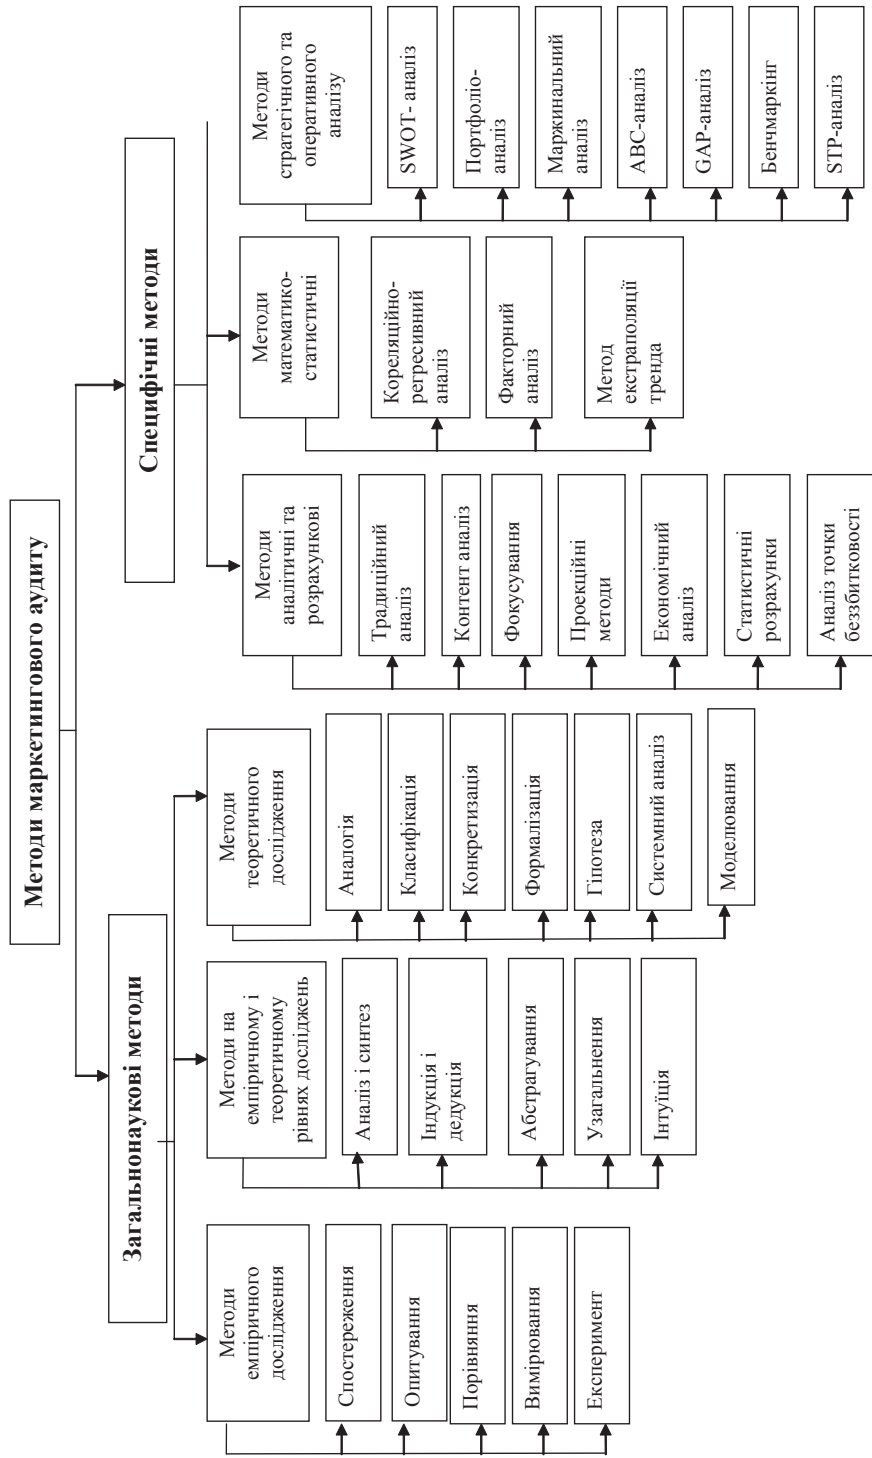 Методи маркетингового аудиту
Загальнонаукові методи
Специфічні методи
Методи
емпіричного
дослідження
Спостереження
Опитування
Порівняння
Вимірювання
Експеримент
Методи на
емпіричному і
теоретичному
рівнях досліджень
Аналіз і синтез
Індукція і
дедукція
Абстрагування
Узагальнення
Інтуїція
Методи
теоретичного
дослідження
Аналогія
Класифікація
Конкретизація
Формалізація
Гіпотеза
Системний аналіз
Моделювання
Методи
аналітичні та
розрахункові
Традиційний
аналіз
Контент аналіз
Фокусування
Проекційні
методи
Економічний
аналіз
Статистичні
розрахунки
Аналіз точки
беззбитковості
Методи
математико-
статистичні
Кореляційно-
регресивний
аналіз
Факторний
аналіз
Метод
екстраполяції
тренда
Методи
стратегічного та
оперативного
аналізу
SWOT- аналіз
Портфоліо-
аналіз
Маржинальний
аналіз
АВС-аналіз
GAP-аналіз
Бенчмаркінг
STP-аналіз